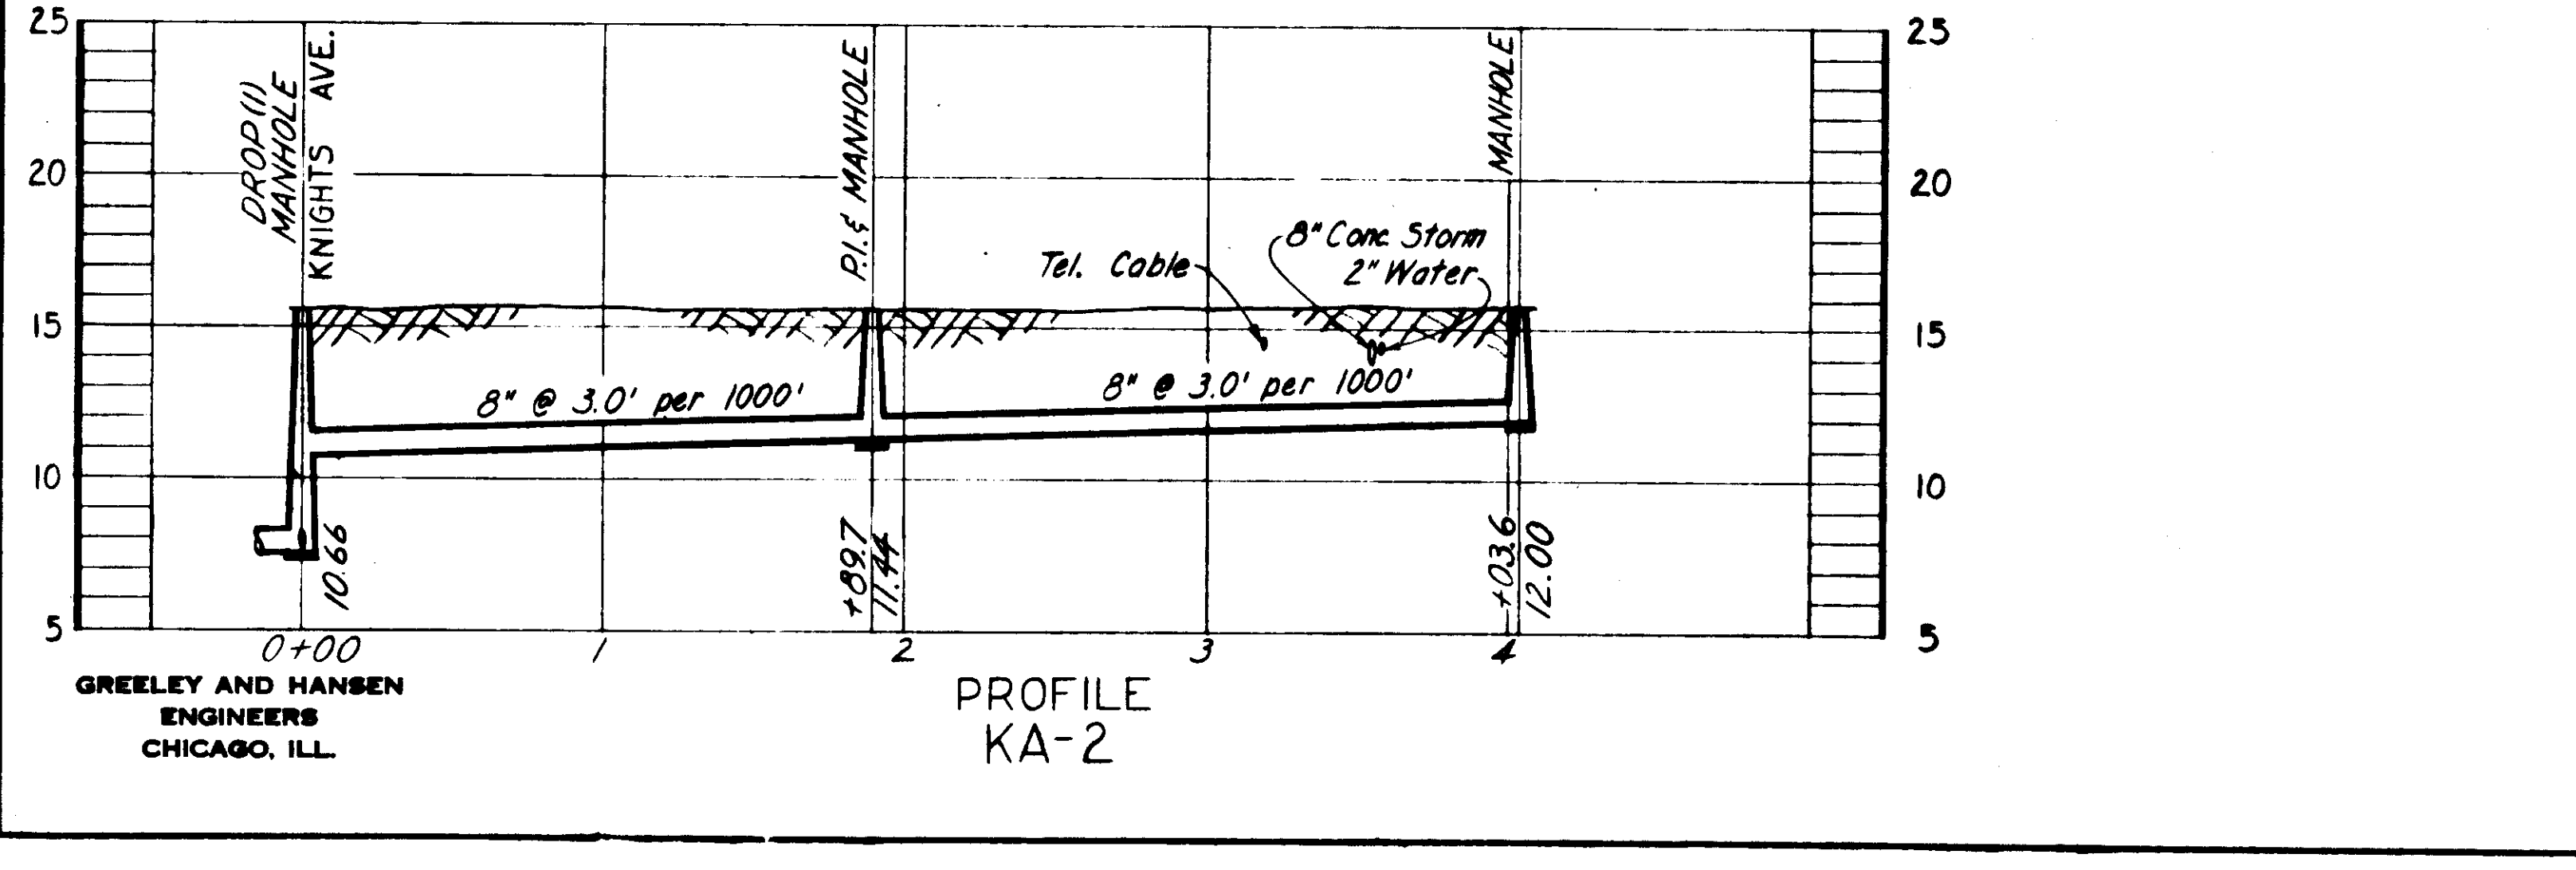 25
25
DROP(1)
MANHOLE
KNIGHTS AVE.
P.I. & MANHOLE
MANHOLE
20
20
8" Conc. Storm
Tel. Cable
2" Water
15
15
8" @ 3.0' per 1000'
8" @ 3.0' per 1000'
10
10
10.66
+89.7
11.44
+03.6
12.00
5
5
0+00
1
2
3
4
GREELEY AND HANSEN
ENGINEERS
CHICAGO, ILL.
PROFILE
KA-2